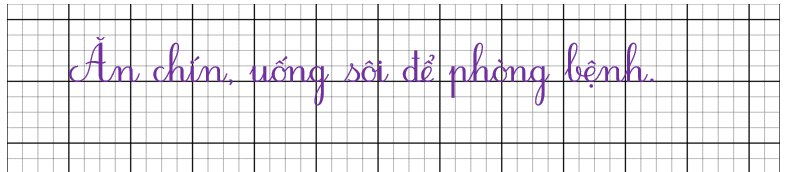 Ăn chín, uống sôi để phòng bệnh.